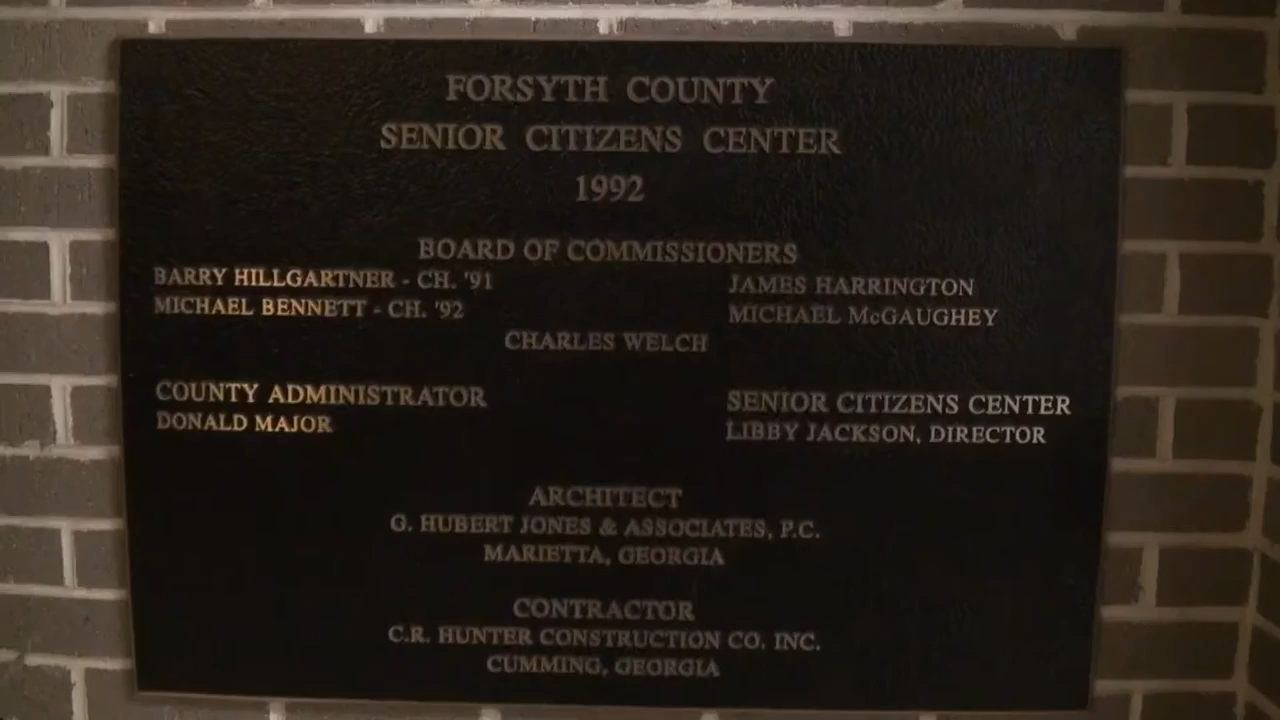 FORSYTH COUNTY
SENIOR CITIZENS CENTER
1992
BOARD OF COMMISSIONERS
BARRY HILLGARTNER - CH. '91
JAMES HARRINGTON
MICHAEL BENNETT - CH. '92
MICHAEL McGAUGHEY
CHARLES WELCH
COUNTY ADMINISTRATOR
DONALD MAJOR
SENIOR CITIZENS CENTER
LIBBY JACKSON, DIRECTOR
ARCHITECT
G. HUBERT JONES & ASSOCIATES, P.C.
MARIETTA, GEORGIA
CONTRACTOR
C.R. HUNTER CONSTRUCTION CO. INC.
CUMMING, GEORGIA